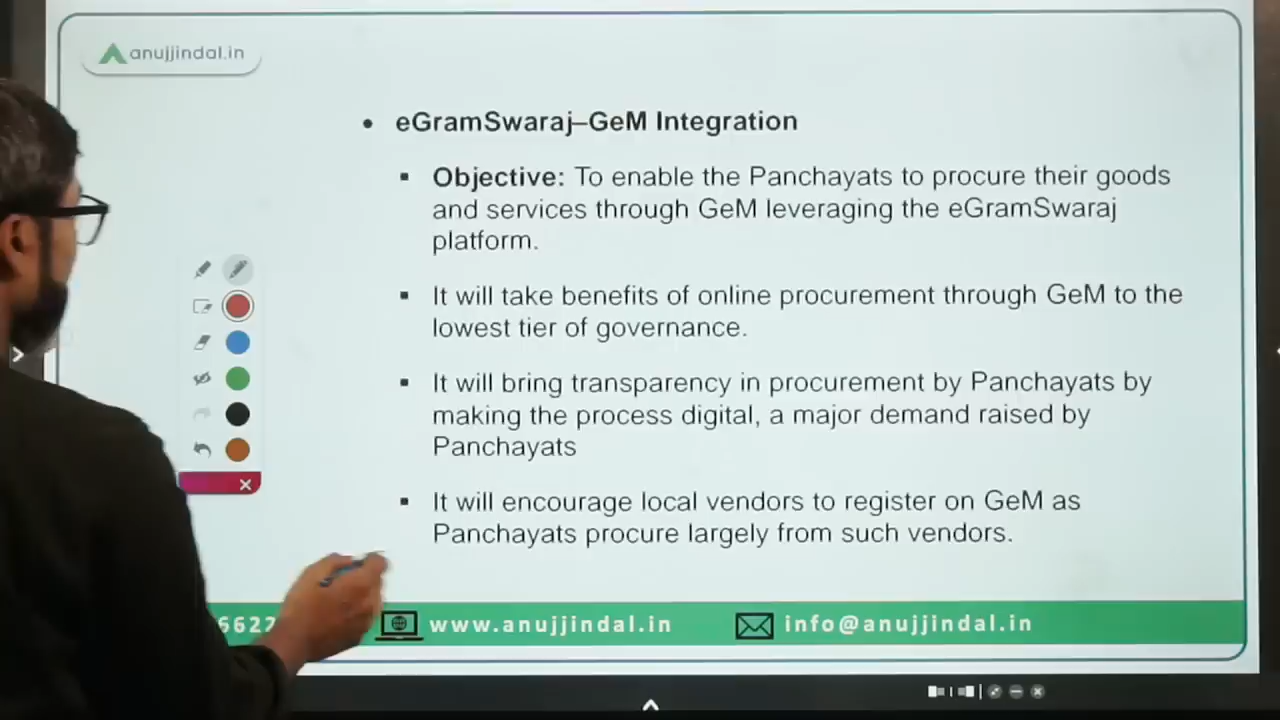 anujjindal.in
• eGramSwaraj–GeM Integration
▪ Objective: To enable the Panchayats to procure their goods
and services through GeM leveraging the eGramSwaraj
platform.
▪ It will take benefits of online procurement through GeM to the
lowest tier of governance.
▪ It will bring transparency in procurement by Panchayats by
making the process digital, a major demand raised by
Panchayats
▪ It will encourage local vendors to register on GeM as
Panchayats procure largely from such vendors.
6622 www.anujjindal.in info@anujjindal.in